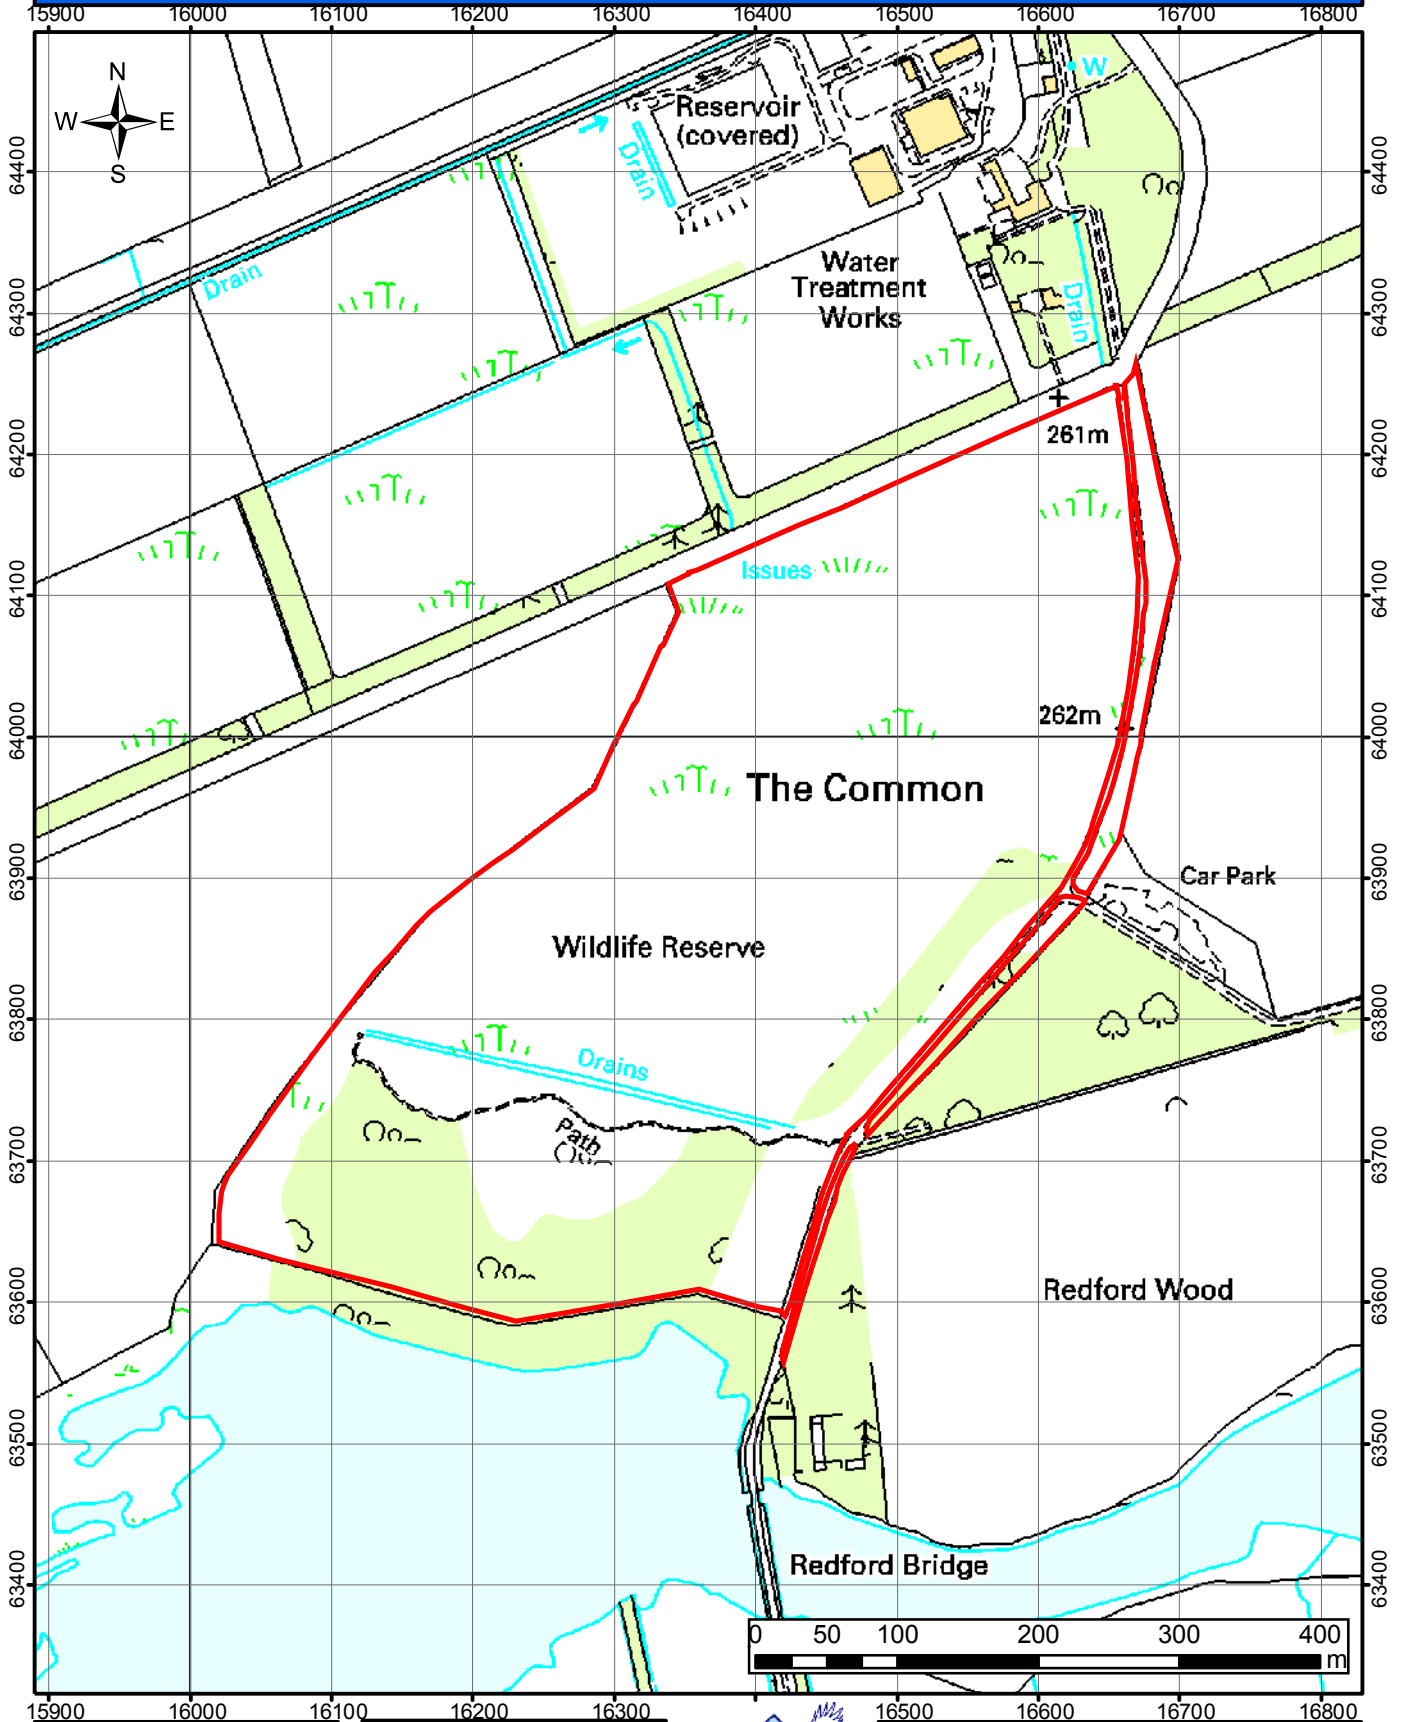 15900 16000 16100 16200 16300 16400 16500 16600 16700 16800
N
W E
S
Reservoir
(covered)
W
Drain
64400 64400
Drain
Water
Treatment
Works
Drain
64300 64300
261m
64200 64200
Issues
64100 64100
262m
64000 64000
The Common
63900 63900
Car Park
Wildlife Reserve
63800 63800
Drains
Path
63700 63700
Redford Wood
63600 63600
63500 63500
Redford Bridge
63400 63400
0 50 100 200 300 400
m
15900 16000 16100 16200 16300 16500 16600 16700 16800